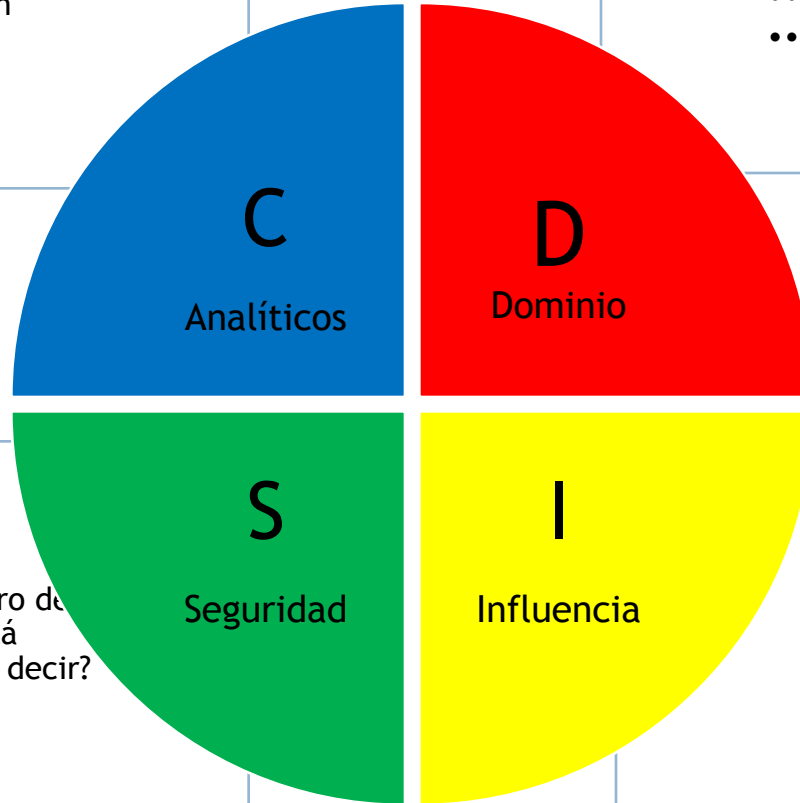 C
Analíticos
D
Dominio
S
Seguridad
I
Influencia
decir?